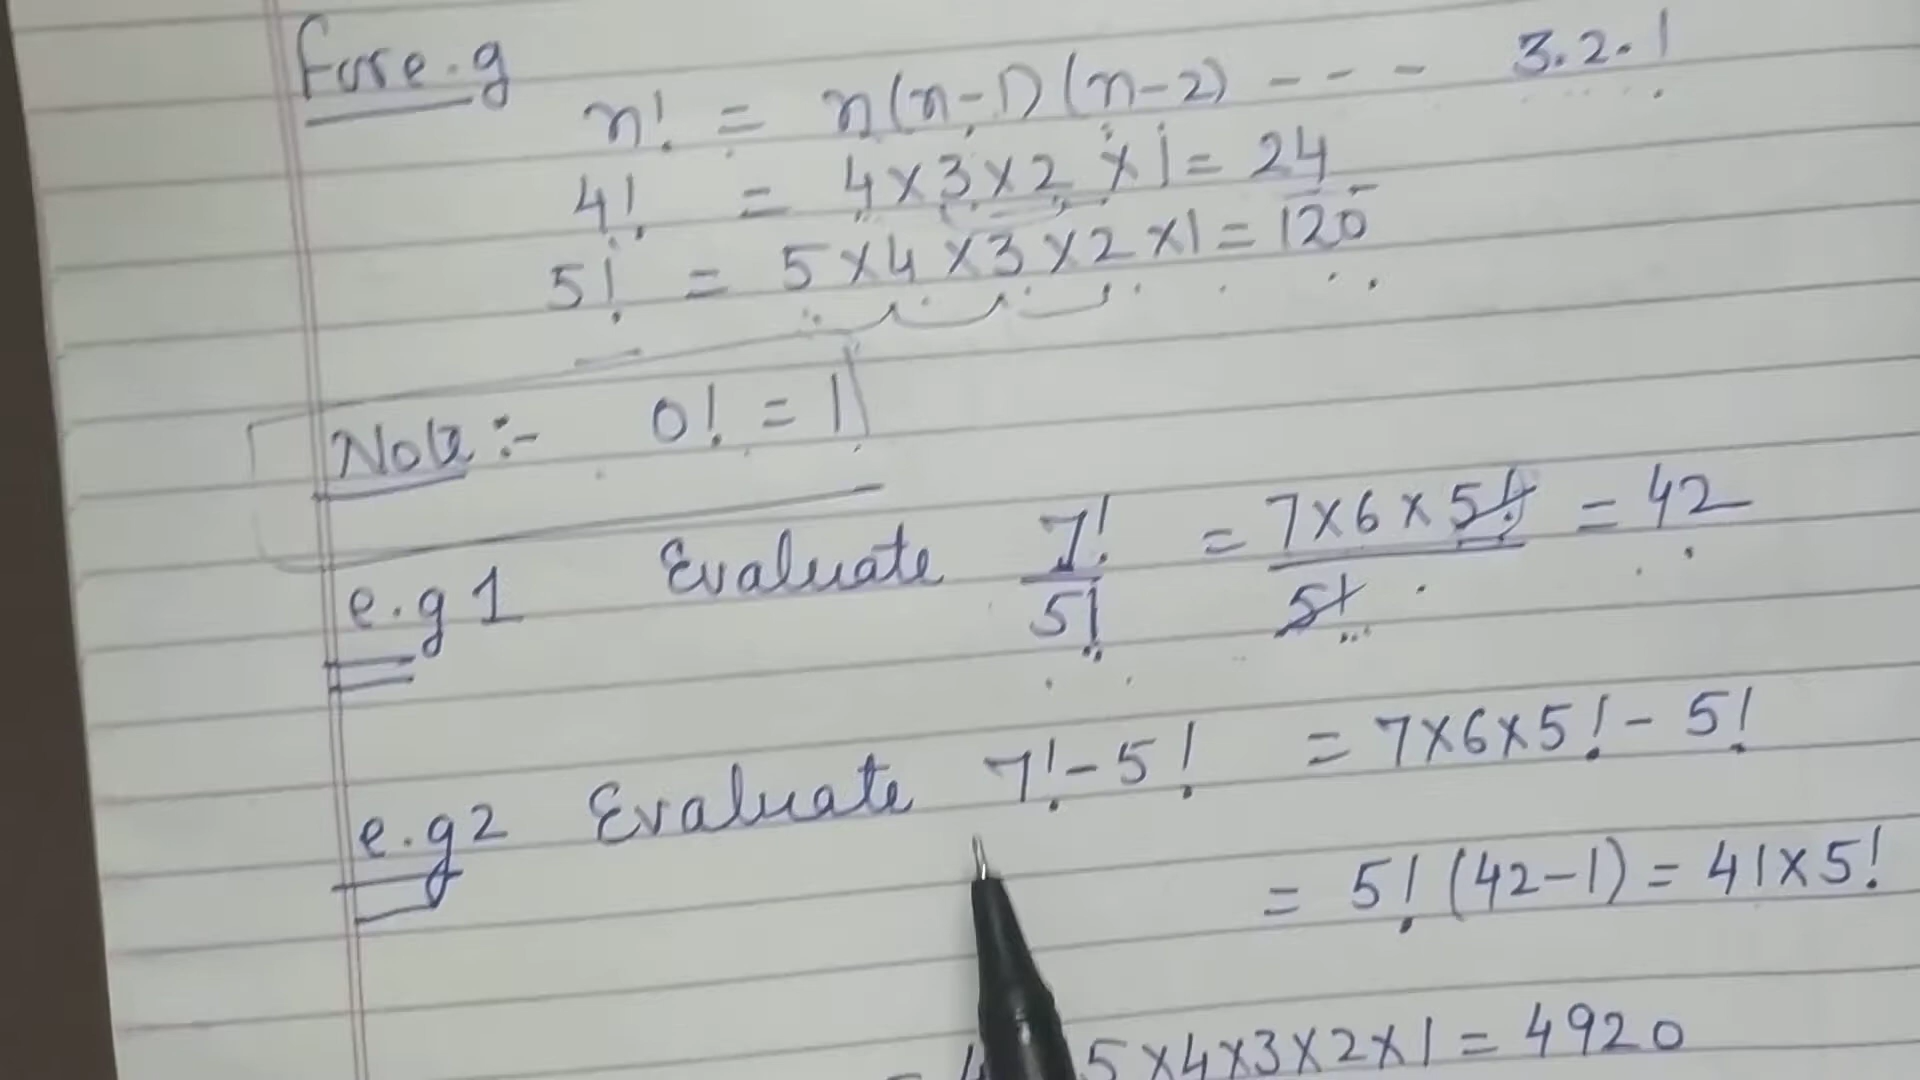 For e.g
n! = n(n-1)(n-2) - - - 3.2.1
4! = 4×3×2×1 = 24
5! = 5×4×3×2×1 = 120
Note:- 0! = 1
e.g 1 Evaluate 7!/5! = 7×6×5!/5! = 42
e.g 2 Evaluate 7!-5! = 7×6×5!-5!
= 5!(42-1) = 41×5!
= 4 5×4×3×2×1 = 4920